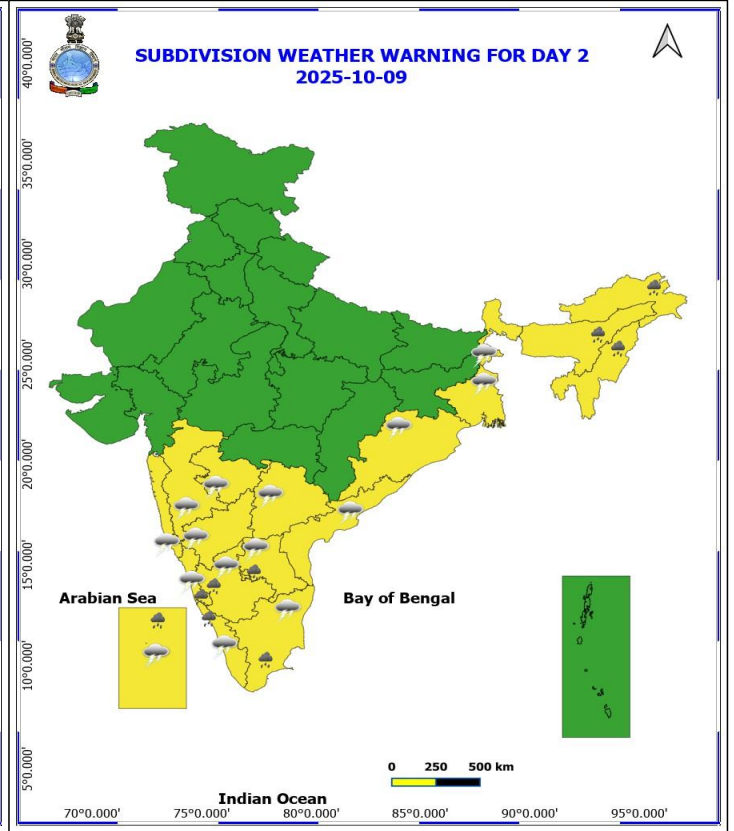 SUBDIVISION WEATHER WARNING FOR DAY 2
2025-10-09
40°0.000'
35°0.000'
30°0.000'
25°0.000'
20°0.000'
15°0.000'
10°0.000'
5°0.000'
Arabian Sea
Bay of Bengal
0 250 500 km
Indian Ocean
70°0.000' 75°0.000' 80°0.000' 85°0.000' 90°0.000' 95°0.000'